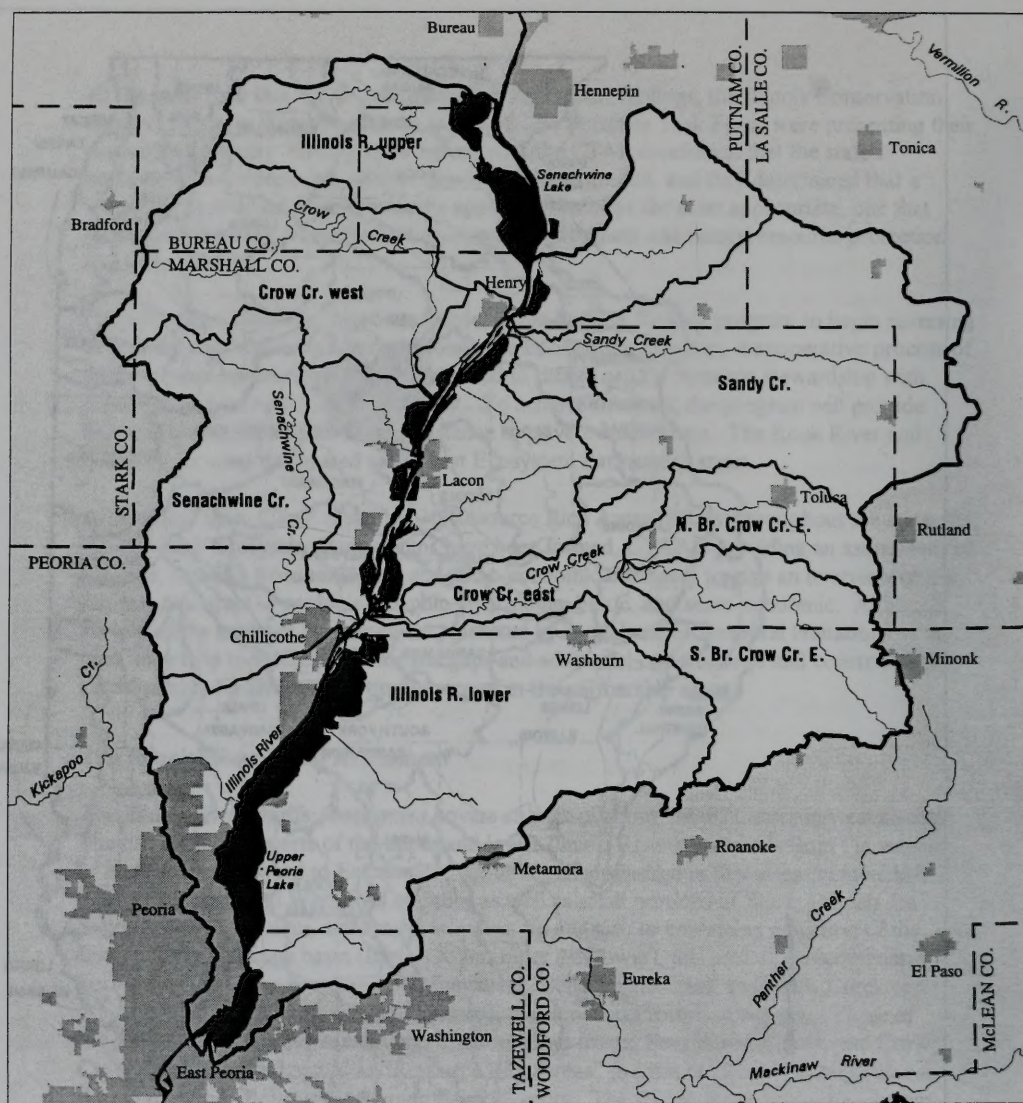 Bureau
PUTNAM CO.
LA SALLE CO.
Vermilion R.
Hennepin
Illinois R. upper
Tonica
Senachwine
Lake
Bradford
Crow Creek
BUREAU CO.
MARSHALL CO.
Henry
Crow Cr. west
Sandy Creek
Sandy Cr.
STARK CO.
Senachwine Cr.
Lacon
Senachwine Cr.
Toluca
N. Br. Crow Cr. E.
Rutland
PEORIA CO.
Crow Creek
Crow Cr. east
Chillicothe
Washburn
S. Br. Crow Cr. E.
Minonk
Illinois R. lower
Kickapoo Cr.
Illinois River
Upper
Peoria
Lake
Metamora
Roanoke
Peoria
Panther Creek
El Paso
Eureka
McLEAN CO.
Washington
TAZEWELL CO.
WOODFORD CO.
Mackinaw River
East Peoria